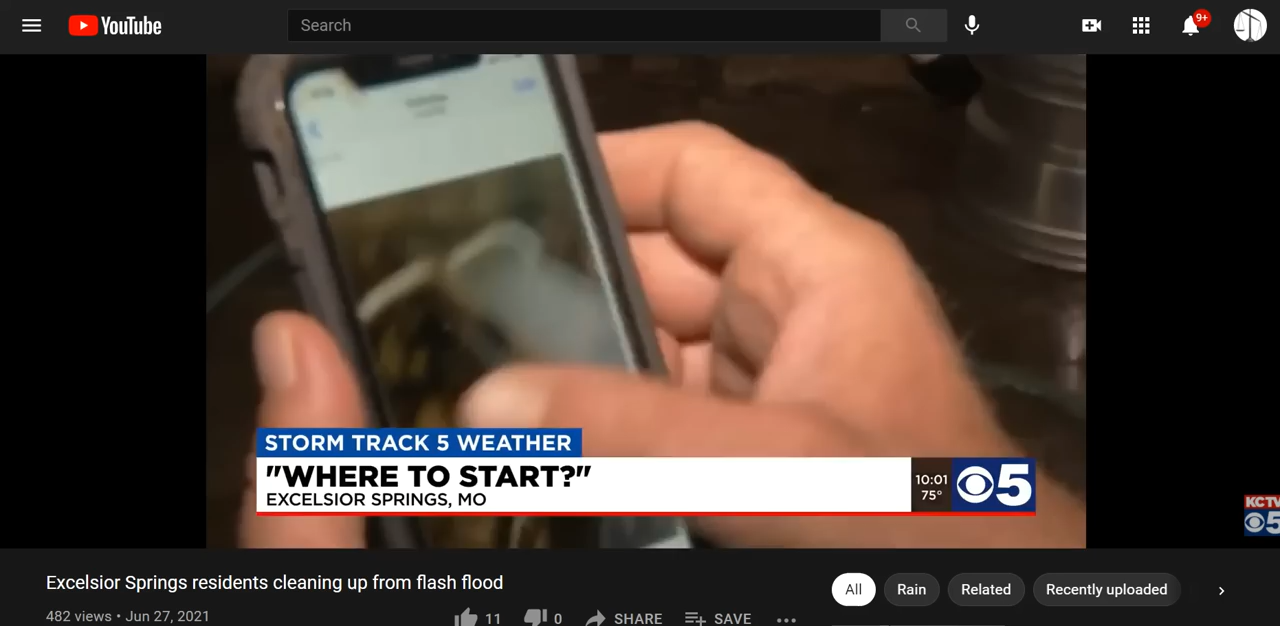 YouTube
Search
9+
STORM TRACK 5 WEATHER
"WHERE TO START?"
EXCELSIOR SPRINGS, MO
10:01
75°
5
KCTV
5
Excelsior Springs residents cleaning up from flash flood
All
Rain
Related
Recently uploaded
482 views • Jun 27, 2021
11
0
SHARE
SAVE